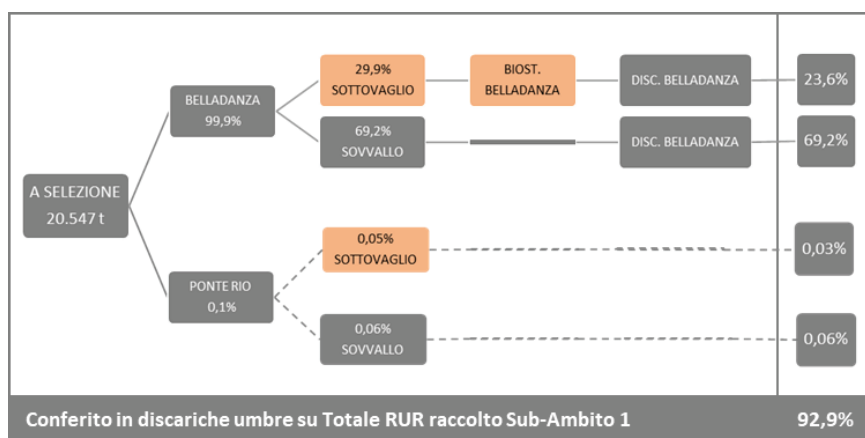 A SELEZIONE
20.547 t
BELLADANZA
99,9%
29,9%
SOTTOVAGLIO
BIOST.
BELLADANZA
DISC. BELLADANZA
23,6%
69,2%
SOVVALLO
DISC. BELLADANZA
69,2%
PONTE RIO
0,1%
0,05%
SOTTOVAGLIO
0,03%
0,06%
SOVVALLO
0,06%
Conferito in discariche umbre su Totale RUR raccolto Sub-Ambito 1 92,9%